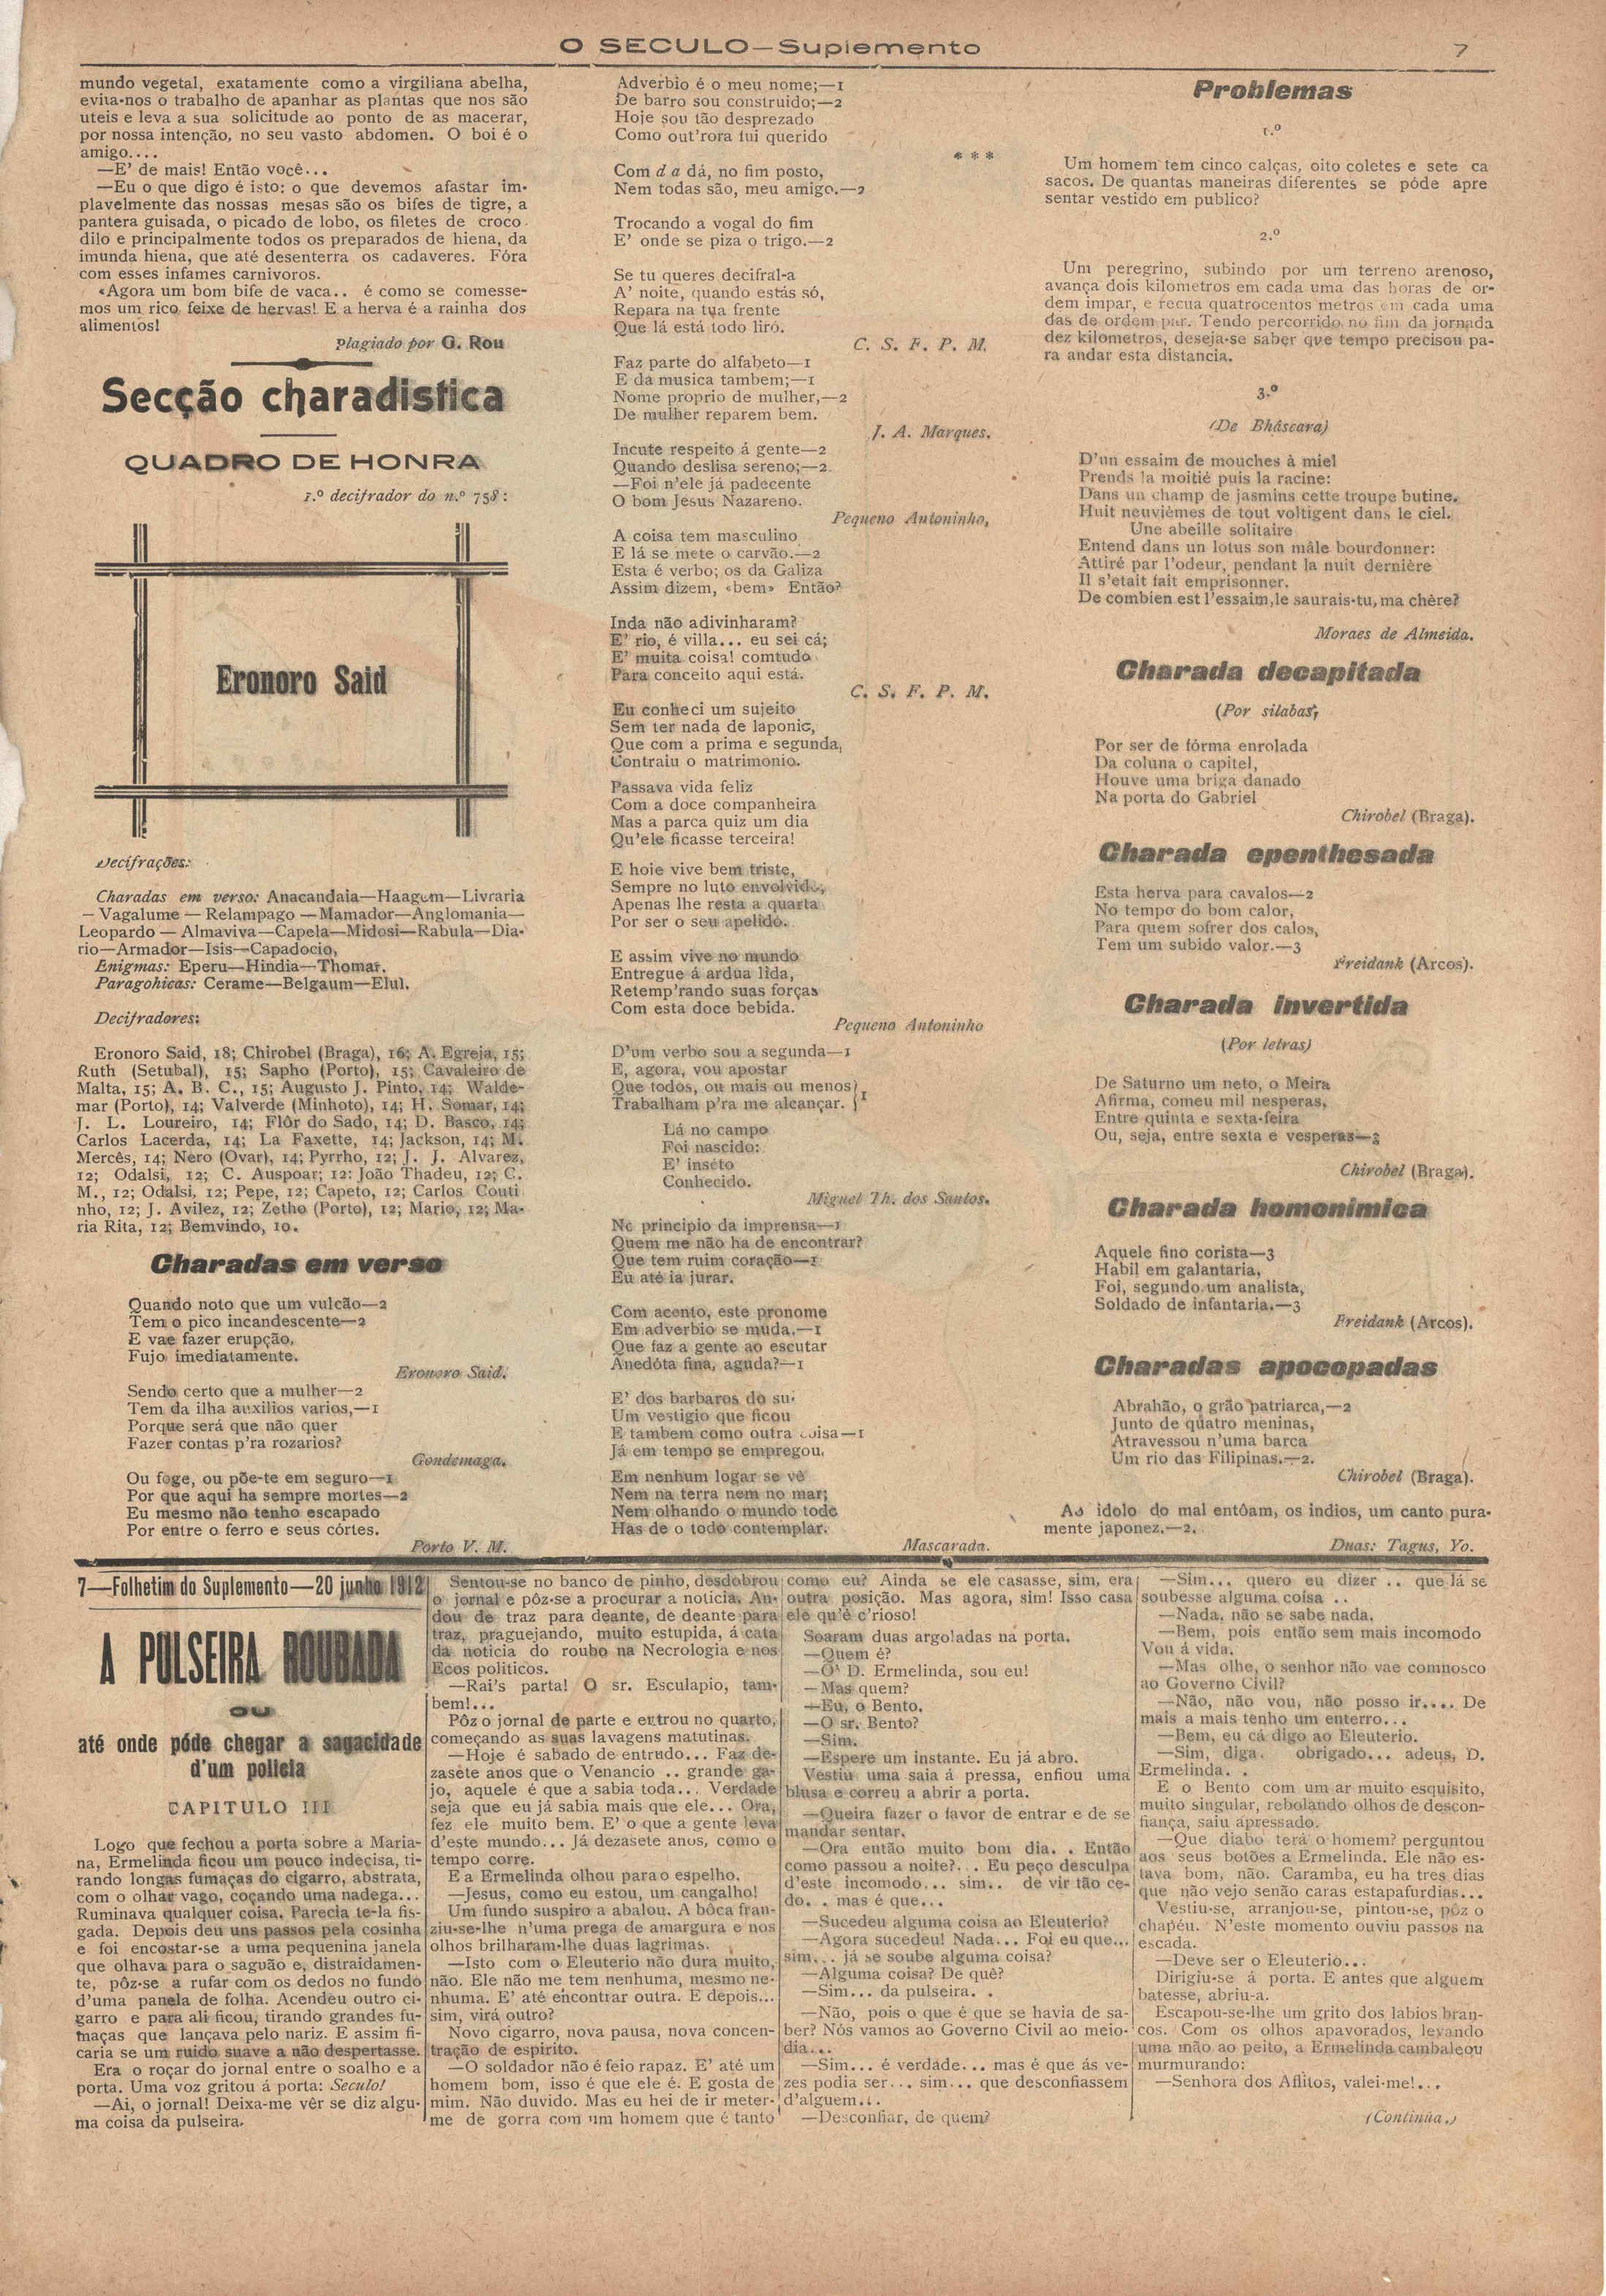 O SECULO—Suplemento
7
mundo vegetal, exatamente como a virgiliana abelha,
evita-nos o trabalho de apanhar as plantas que nos são
uteis e leva a sua solicitude ao ponto de as macerar,
por nossa intenção, no seu vasto abdomen. O boi é o
amigo....
—E' de mais! Então você...
—Eu o que digo é isto: o que devemos afastar im-
plavelmente das nossas mesas são os bifes de tigre, a
pantera guisada, o picado de lobo, os filetes de croco
dilo e principalmente todos os preparados de hiena, da
imunda hiena, que até desenterra os cadaveres. Fóra
com esses infames carnivoros.
«Agora um bom bife de vaca.. é como se comesse-
mos um rico feixe de hervas! E a herva é a rainha dos
alimentos!
Plagiado por G. Rou
Secção charadistica
QUADRO DE HONRA
1.º decifrador do n.º 758:
Eronoro Said
Decifrações:
Charadas em verso: Anacandaia—Haagum—Livraria
— Vagalume — Relampago — Mamador—Anglomania—
Leopardo — Almaviva—Capela—Midosi—Rabula—Dia-
rio—Armador—Isis—Capadocio,
Enigmas: Eperu—Hindia—Thomar.
Paragohicas: Cerame—Belgaum—Elul.
Decifradores:
Eronoro Said, 18; Chirobel (Braga), 16; A. Egreja, 15;
Ruth (Setubal), 15; Sapho (Porto), 15; Cavaleiro de
Malta, 15; A. B. C., 15; Augusto J. Pinto, 14; Walde-
mar (Porto), 14; Valverde (Minhoto), 14; H. Somar, 14;
J. L. Loureiro, 14; Flôr do Sado, 14; D. Basco, 14;
Carlos Lacerda, 14; La Faxette, 14; Jackson, 14; M.
Mercês, 14; Nero (Ovar), 14; Pyrrho, 12; J. J. Alvarez,
12; Odalsi, 12; C. Auspoar; 12: João Thadeu, 12; C.
M., 12; Odalsi, 12; Pepe, 12; Capeto, 12; Carlos Couti
nho, 12; J. Avilez, 12; Zetho (Porto), 12; Mario, 12; Ma-
ria Rita, 12; Bemvindo, 10.
Charadas em verso
Quando noto que um vulcão—2
Tem o pico incandescente—2
E vae fazer erupção,
Fujo imediatamente.
Eronoro Said.
Sendo certo que a mulher—2
Tem da ilha auxilios varios,—1
Porque será que não quer
Fazer contas p'ra rozarios?
Gondemaga.
Ou foge, ou põe-te em seguro—1
Por que aqui ha sempre mortes—2
Eu mesmo não tenho escapado
Por entre o ferro e seus córtes.
Porto V. M.
Adverbio é o meu nome;—1
De barro sou construido;—2
Hoje sou tão desprezado
Como out'rora fui querido
* * *
Com d a dá, no fim posto,
Nem todas são, meu amigo.—2
Trocando a vogal do fim
E' onde se piza o trigo.—2
Se tu queres decifral-a
A' noite, quando estás só,
Repara na tua frente
Que lá está todo liró.
C. S. F. P. M.
Faz parte do alfabeto—1
E da musica tambem;—1
Nome proprio de mulher,—2
De mulher reparem bem.
J. A. Marques.
Incute respeito á gente—2
Quando deslisa sereno;—2
—Foi n'ele já padecente
O bom Jesus Nazareno.
Pequeno Antoninho,
A coisa tem masculino
E lá se mete o carvão.—2
Esta é verbo; os da Galiza
Assim dizem, «bem» Então?
Inda não adivinharam?
E' rio, é villa... eu sei cá;
E' muita coisa! comtudo
Para conceito aqui está.
C. S. F. P. M.
Eu conheci um sujeito
Sem ter nada de laponio,
Que com a prima e segunda,
Contraiu o matrimonio.
Passava vida feliz
Com a doce companheira
Mas a parca quiz um dia
Qu'ele ficasse terceira!
E hoie vive bem triste,
Sempre no luto envolvido,
Apenas lhe resta a quarta
Por ser o seu apelido.
E assim vive no mundo
Entregue á ardua lida,
Retemp'rando suas forças
Com esta doce bebida.
Pequeno Antoninho
D'um verbo sou a segunda—1
E, agora, vou apostar
Que todos, ou mais ou menos} 1
Trabalham p'ra me alcançar.
Lá no campo
Foi nascido:
E' inséto
Conhecido.
Miguel Th. dos Santos.
No principio da imprensa—1
Quem me não ha de encontrar?
Que tem ruim coração—1
Eu até ia jurar.
Com acento, este pronome
Em adverbio se muda.—1
Que faz a gente ao escutar
Anedóta fina, aguda?—1
E' dos barbaros do sul
Um vestigio que ficou
E tambem como outra coisa—1
Já em tempo se empregou.
Em nenhum logar se vê
Nem na terra nem no mar;
Nem olhando o mundo tode
Has de o todo contemplar.
Mascarada.
Problemas
1.º
Um homem tem cinco calças, oito coletes e sete ca
sacos. De quantas maneiras diferentes se póde apre
sentar vestido em publico?
2.º
Um peregrino, subindo por um terreno arenoso,
avança dois kilometros em cada uma das horas de or-
dem impar, e recua quatrocentos metros em cada uma
das de ordem par. Tendo percorrido no fim da jornada
dez kilometros, deseja-se saber que tempo precisou pa-
ra andar esta distancia.
3.º
(De Bhâscara)
D'un essaim de mouches à miel
Prends la moitié puis la racine:
Dans un champ de jasmins cette troupe butine.
Huit neuvièmes de tout voltigent dans le ciel.
Une abeille solitaire
Entend dans un lotus son mâle bourdonner:
Attiré par l'odeur, pendant la nuit dernière
Il s'etait fait emprisonner.
De combien est l'essaim, le saurais-tu, ma chère?
Moraes de Almeida.
Charada decapitada
(Por silabas)
Por ser de fórma enrolada
Da coluna o capitel,
Houve uma briga danado
Na porta do Gabriel
Chirobel (Braga).
Charada epenthesada
Esta herva para cavalos—2
No tempo do bom calor,
Para quem sofrer dos calos,
Tem um subido valor.—3
Freidank (Arcos).
Charada invertida
(Por letras)
De Saturno um neto, o Meira
Afirma, comeu mil nesperas,
Entre quinta e sexta-feira
Ou, seja, entre sexta e vesperas—2
Chirobel (Braga).
Charada homonimica
Aquele fino corista—3
Habil em galantaria,
Foi, segundo um analista,
Soldado de infantaria.—3
Freidank (Arcos).
Charadas apocopadas
Abrahão, o grão patriarca,—2
Junto de quatro meninas,
Atravessou n'uma barca
Um rio das Filipinas.—2.
Chirobel (Braga).
Ao idolo do mal entôam, os indios, um canto pura-
mente japonez.—2.
Duas: Tagus, Yo.
7—Folhetim do Suplemento—20 junho 1912
A PULSEIRA ROUBADA
ou
até onde póde chegar a sagacidade
d'um policia
CAPITULO III
Logo que fechou a porta sobre a Maria-
na, Ermelinda ficou um pouco indecisa, ti-
rando longas fumaças do cigarro, abstrata,
com o olhar vago, coçando uma nadega...
Ruminava qualquer coisa. Parecia te-la fis-
gada. Depois deu uns passos pela cosinha
e foi encostar-se a uma pequenina janela
que olhava para o saguão e, distraidamen-
te, pôz-se a rufar com os dedos no fundo
d'uma panela de folha. Acendeu outro ci-
garro e para ali ficou, tirando grandes fu-
maças que lançava pelo nariz. E assim fi-
caria se um ruido suave a não despertasse.
Era o roçar do jornal entre o soalho e a
porta. Uma voz gritou á porta: Seculo!
—Ai, o jornal! Deixa-me vêr se diz algu-
ma coisa da pulseira.
Sentou-se no banco de pinho, desdobrou
o jornal e pôz-se a procurar a noticia. An-
dou de traz para deante, de deante para
traz, praguejando, muito estupida, á cata
da noticia do roubo na Necrologia e nos
Ecos politicos.
—Rai's parta! O sr. Esculapio, tam-
bem!...
Pôz o jornal de parte e entrou no quarto,
começando as suas lavagens matutinas.
—Hoje é sabado de entrudo... Faz de-
zasete anos que o Venancio .. grande ga-
jo, aquele é que a sabia toda... Verdade
seja que eu já sabia mais que ele... Ora,
fez ele muito bem. E' o que a gente leva
d'este mundo... Já dezasete anos, como o
tempo corre.
E a Ermelinda olhou para o espelho.
—Jesus, como eu estou, um cangalho!
Um fundo suspiro a abalou. A bôca fran-
ziu-se-lhe n'uma prega de amargura e nos
olhos brilharam-lhe duas lagrimas.
—Isto com o Eleuterio não dura muito,
não. Ele não me tem nenhuma, mesmo ne-
nhuma. E' até encontrar outra. E depois...
sim, virá outro?
Novo cigarro, nova pausa, nova concen-
tração de espirito.
—O soldador não é feio rapaz. E' até um
homem bom, isso é que ele é. E gosta de
mim. Não duvido. Mas eu hei de ir meter-
me de gorra com um homem que é tanto
como eu? Ainda se ele casasse, sim, era
outra posição. Mas agora, sim! Isso casa
ele qu'é c'rioso!
Soaram duas argoladas na porta.
—Quem é?
—O' D. Ermelinda, sou eu!
—Mas quem?
—Eu, o Bento.
—O sr. Bento?
—Sim.
—Espere um instante. Eu já abro.
Vestiu uma saia á pressa, enfiou uma
blusa e correu a abrir a porta.
—Queira fazer o favor de entrar e de se
mandar sentar.
—Ora então muito bom dia. . Então
como passou a noite?... Eu peço desculpa
d'este incomodo... sim.. de vir tão ce-
do. . mas é que...
—Sucedeu alguma coisa ao Eleuterio?
—Agora sucedeu! Nada... Foi eu que...
sim... já se soube alguma coisa?
—Alguma coisa? De quê?
—Sim... da pulseira. .
—Não, pois o que é que se havia de sa-
ber? Nós vamos ao Governo Civil ao meio-
dia...
—Sim... é verdade... mas é que ás ve-
zes podia ser... sim... que desconfiassem
d'alguem...
—Desconfiar, de quem?
—Sim... quero eu dizer .. que lá se
soubesse alguma coisa ..
—Nada, não se sabe nada.
—Bem, pois então sem mais incomodo
Vou á vida.
—Mas olhe, o senhor não vae comnosco
ao Governo Civil?
—Não, não vou, não posso ir.... De
mais a mais tenho um enterro...
—Bem, eu cá digo ao Eleuterio.
—Sim, diga. obrigado... adeus, D.
Ermelinda. .
E o Bento com um ar muito esquisito,
muito singular, rebolando olhos de descon-
fiança, saiu apressado.
—Que diabo terá o homem? perguntou
aos seus botões a Ermelinda. Ele não es-
tava bom, não. Caramba, eu ha tres dias
que não vejo senão caras estapafurdias...
Vestiu-se, arranjou-se, pintou-se, pôz o
chapéu. N'este momento ouviu passos na
escada.
—Deve ser o Eleuterio...
Dirigiu-se á porta. E antes que alguem
batesse, abriu-a.
Escapou-se-lhe um grito dos labios bran-
cos. Com os olhos apavorados, levando
uma mão ao peito, a Ermelinda cambaleou
murmurando:
—Senhora dos Aflitos, valei-me!...
(Continúa.)